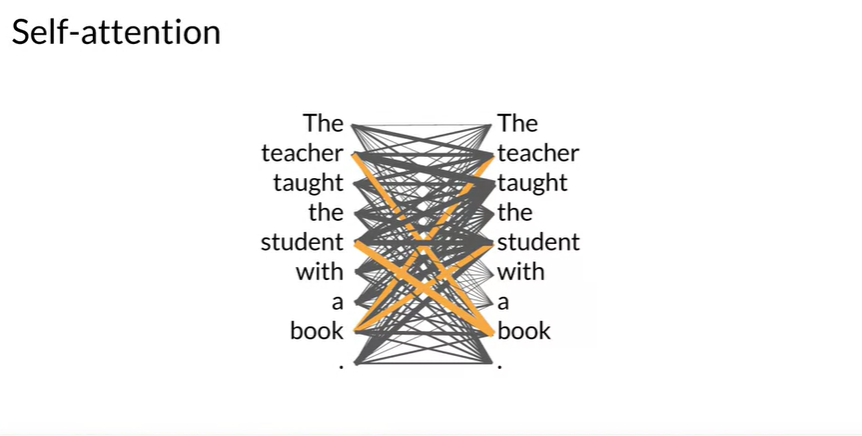 Self-attention
The The
teacher teacher
taught taught
the the
student student
with with
a a
book book
. .